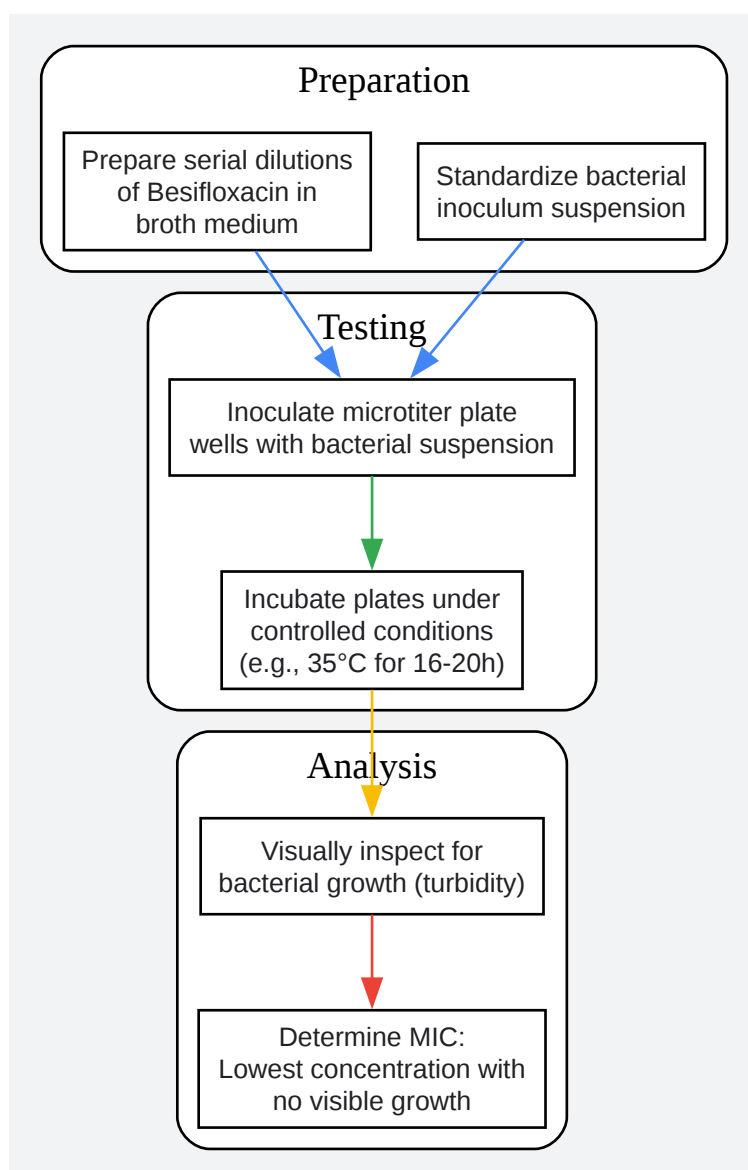 Preparation
Prepare serial dilutions
of Besifloxacin in
broth medium
Standardize bacterial
inoculum suspension
Testing
Inoculate microtiter plate
wells with bacterial suspension
Incubate plates under
controlled conditions
(e.g., 35°C for 16-20h)
Analysis
Visually inspect for
bacterial growth (turbidity)
Determine MIC:
Lowest concentration with
no visible growth